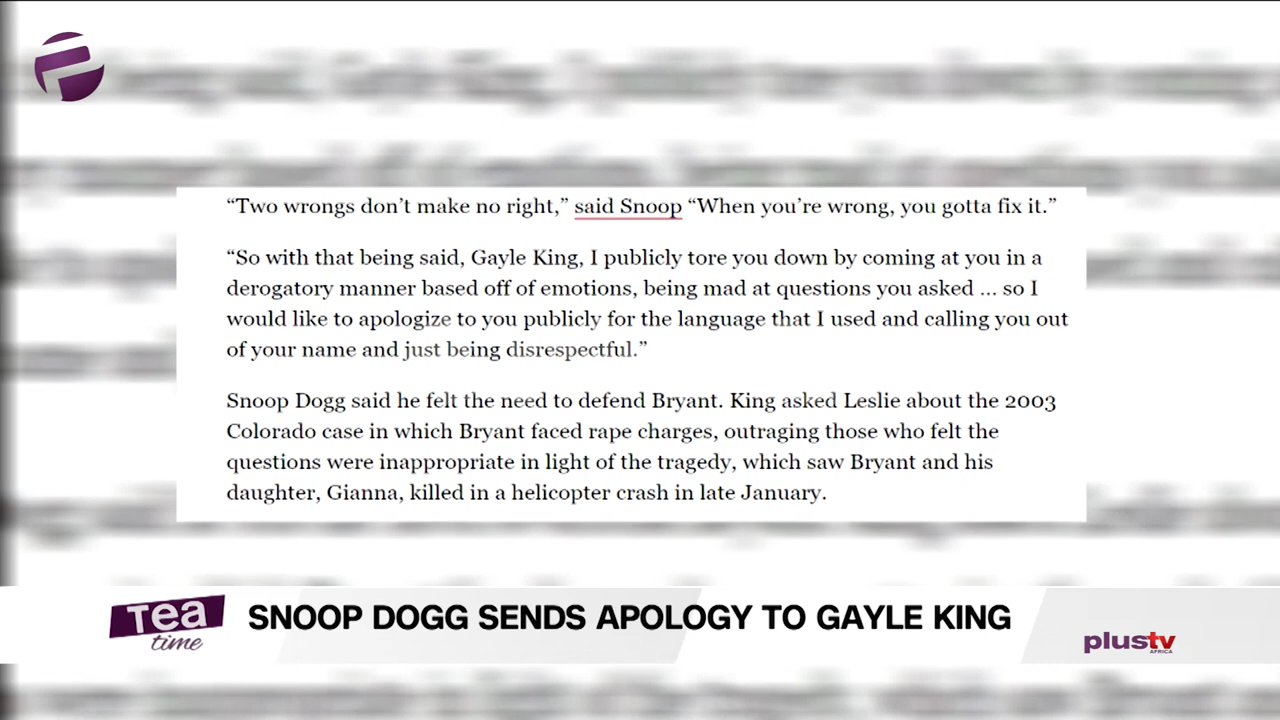 “Two wrongs don’t make no right,” said Snoop “When you’re wrong, you gotta fix it.”
“So with that being said, Gayle King, I publicly tore you down by coming at you in a
derogatory manner based off of emotions, being mad at questions you asked ... so I
would like to apologize to you publicly for the language that I used and calling you out
of your name and just being disrespectful.”
Snoop Dogg said he felt the need to defend Bryant. King asked Leslie about the 2003
Colorado case in which Bryant faced rape charges, outraging those who felt the
questions were inappropriate in light of the tragedy, which saw Bryant and his
daughter, Gianna, killed in a helicopter crash in late January.
Tea
time
SNOOP DOGG SENDS APOLOGY TO GAYLE KING
plustv
AFRICA